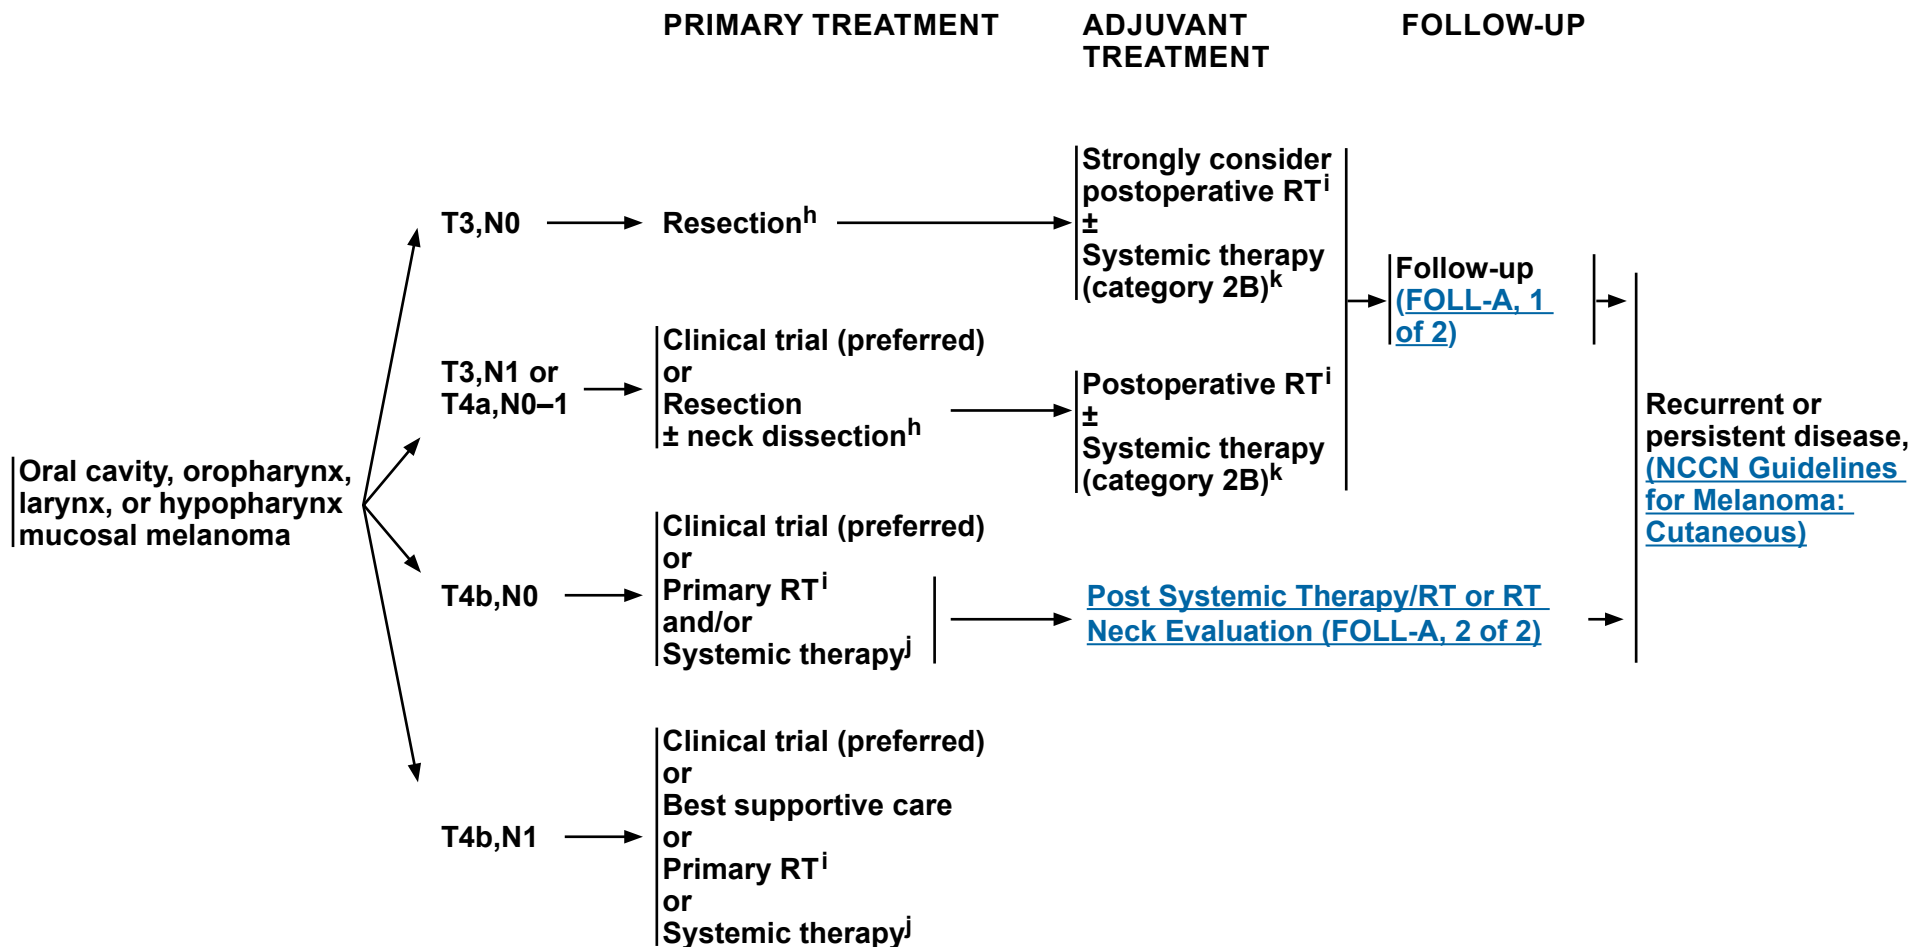 PRIMARY TREATMENT
ADJUVANT
TREATMENT
FOLLOW-UP
Oral cavity, oropharynx,
larynx, or hypopharynx
mucosal melanoma
T3,N0
Resectionʰ
Strongly consider
postoperative RTⁱ
±
Systemic therapy
(category 2B)ᵏ
T3,N1 or
T4a,N0–1
Clinical trial (preferred)
or
Resection
± neck dissectionʰ
Postoperative RTⁱ
±
Systemic therapy
(category 2B)ᵏ
Follow-up
(FOLL-A, 1
of 2)
T4b,N0
Clinical trial (preferred)
or
Primary RTⁱ
and/or
Systemic therapyʲ
Post Systemic Therapy/RT or RT
Neck Evaluation (FOLL-A, 2 of 2)
Recurrent or
persistent disease,
(NCCN Guidelines
for Melanoma:
Cutaneous)
T4b,N1
Clinical trial (preferred)
or
Best supportive care
or
Primary RTⁱ
or
Systemic therapyʲ